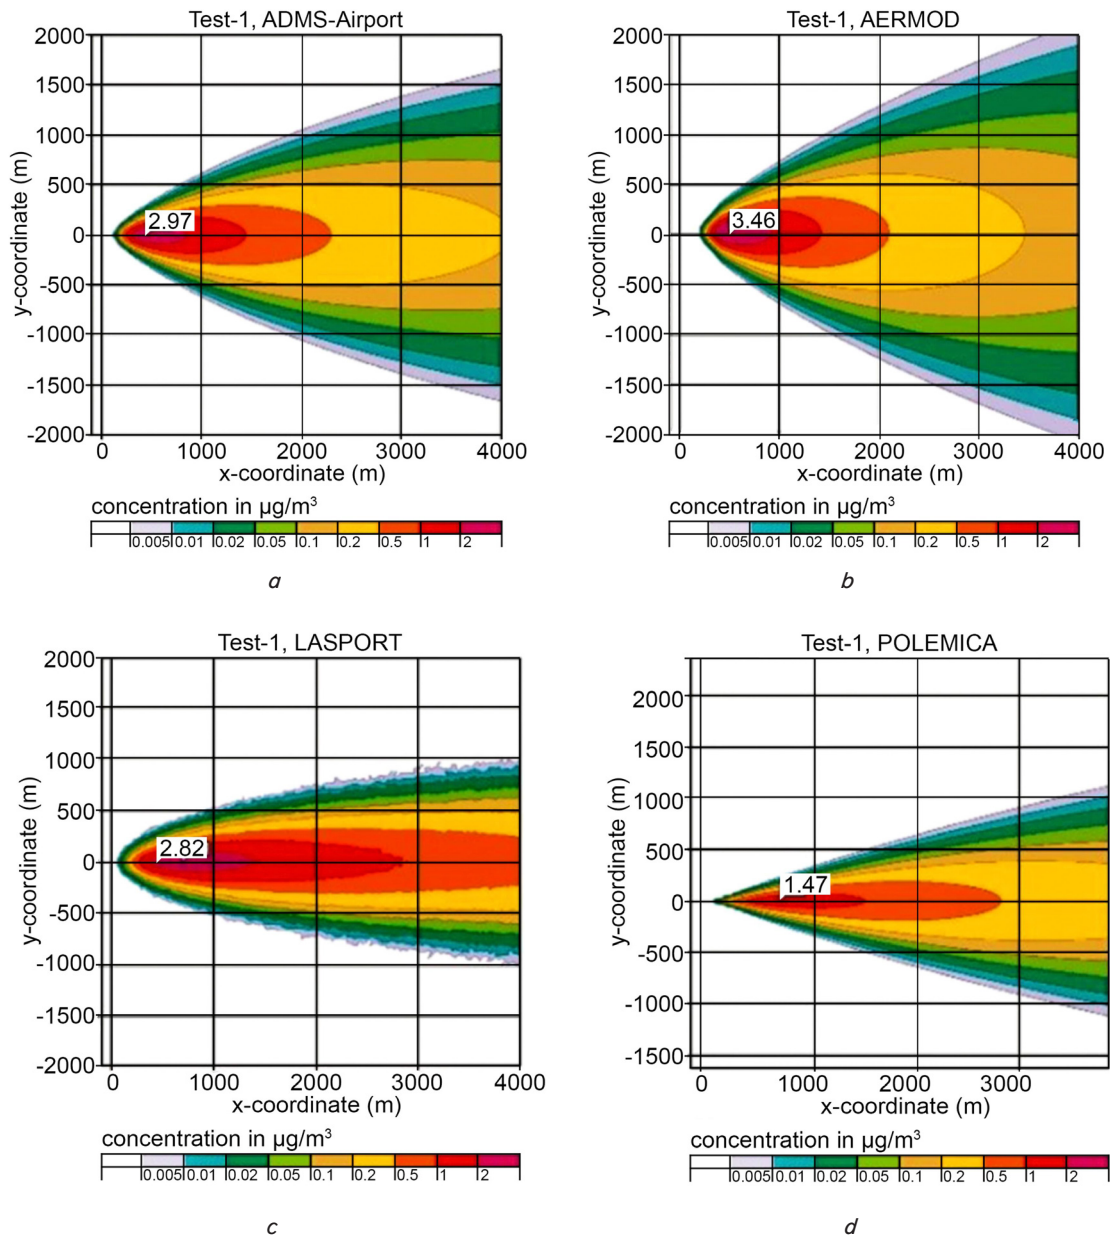 Test-1, ADMS-Airport
2000
1500
1000
500
0
-500
-1000
-1500
-2000
y-coordinate (m)
2.97
0 1000 2000 3000 4000
x-coordinate (m)
concentration in µg/m³
0.005 0.01 0.02 0.05 0.1 0.2 0.5 1 2
a
Test-1, AERMOD
2000
1500
1000
500
0
-500
-1000
-1500
-2000
y-coordinate (m)
3.46
0 1000 2000 3000 4000
x-coordinate (m)
concentration in µg/m³
0.005 0.01 0.02 0.05 0.1 0.2 0.5 1 2
b
Test-1, LASPORT
2000
1500
1000
500
0
-500
-1000
-1500
-2000
y-coordinate (m)
2.82
0 1000 2000 3000 4000
x-coordinate (m)
concentration in µg/m³
0.005 0.01 0.02 0.05 0.1 0.2 0.5 1 2
c
Test-1, POLEMICA
2000
1500
1000
500
0
-500
-1000
-1500
y-coordinate (m)
1.47
0 1000 2000 3000
x-coordinate (m)
concentration in µg/m³
0.005 0.01 0.02 0.05 0.1 0.2 0.5 1 2
d